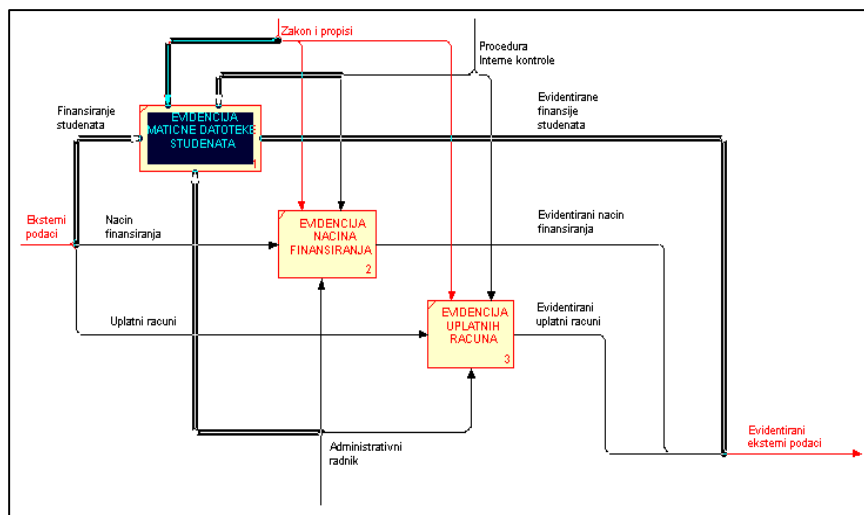 Zakon i propisi
Procedura
Interne kontrole
Finansiranje
studenata
EVIDENCIJA
MATICNE DATOTEKE
STUDENATA
1
Evidentirane
finansije
studenata
Eksterni
podaci
Nacin
finansiranja
EVIDENCIJA
NACINA
FINANSIRANJA
2
Evidentirani nacin
finansiranja
Uplatni racuni
EVIDENCIJA
UPLATNIH
RACUNA
3
Evidentirani
uplatni racuni
Administrativni
radnik
Evidentirani
eksterni podaci